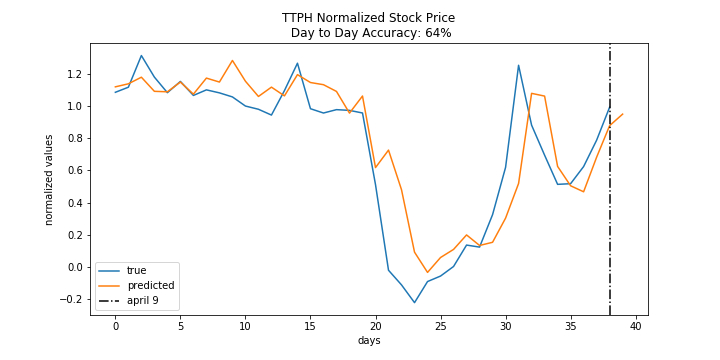 TTPH Normalized Stock Price
Day to Day Accuracy: 64%
1.2
1.0
0.8
0.6
0.4
0.2
0.0
−0.2
normalized values
true
predicted
april 9
0 5 10 15 20 25 30 35 40
days